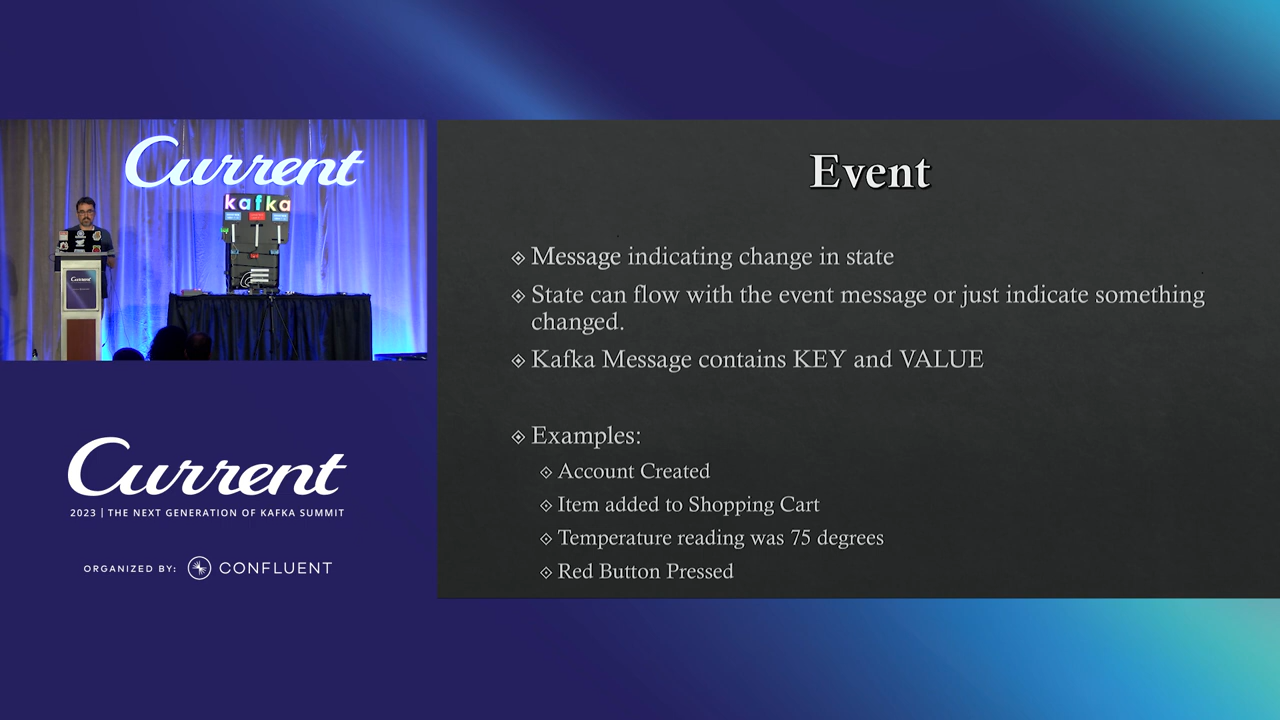 Current
kafka
Current
Current
2023 | THE NEXT GENERATION OF KAFKA SUMMIT
ORGANIZED BY: CONFLUENT
Event
Message indicating change in state
State can flow with the event message or just indicate something
changed.
Kafka Message contains KEY and VALUE
Examples:
Account Created
Item added to Shopping Cart
Temperature reading was 75 degrees
Red Button Pressed